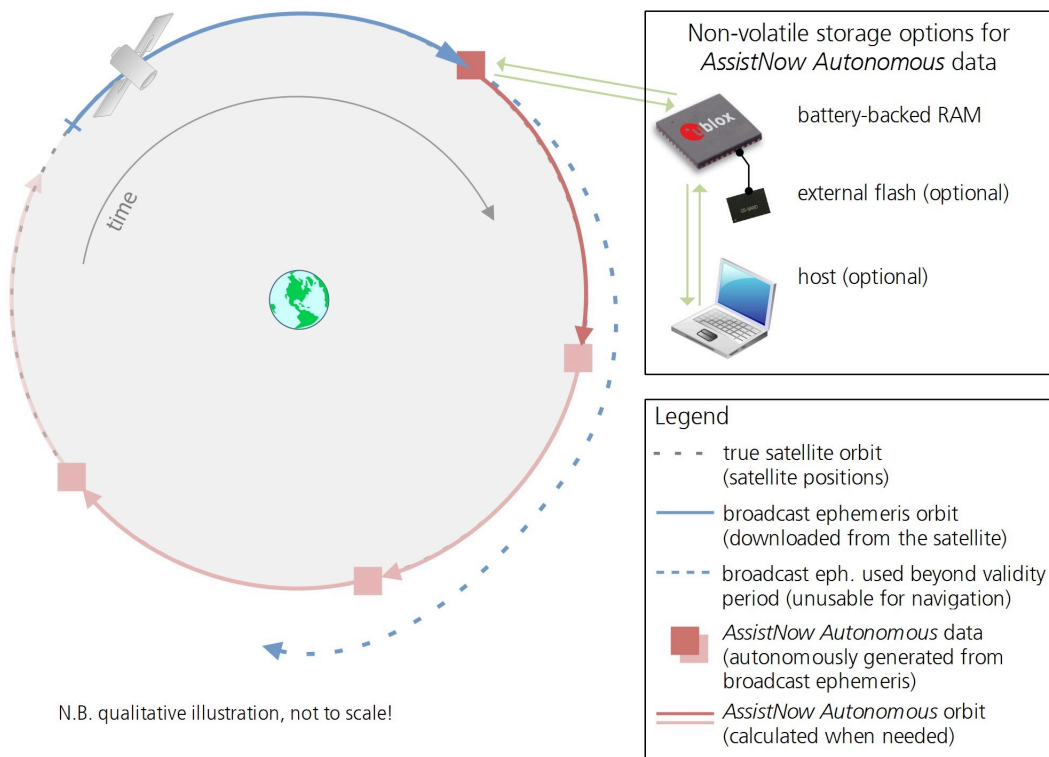 time
N.B. qualitative illustration, not to scale!
Non-volatile storage options for
AssistNow Autonomous data
battery-backed RAM
ublox
external flash (optional)
host (optional)
Legend
true satellite orbit
(satellite positions)
broadcast ephemeris orbit
(downloaded from the satellite)
broadcast eph. used beyond validity
period (unusable for navigation)
AssistNow Autonomous data
(autonomously generated from
broadcast ephemeris)
AssistNow Autonomous orbit
(calculated when needed)